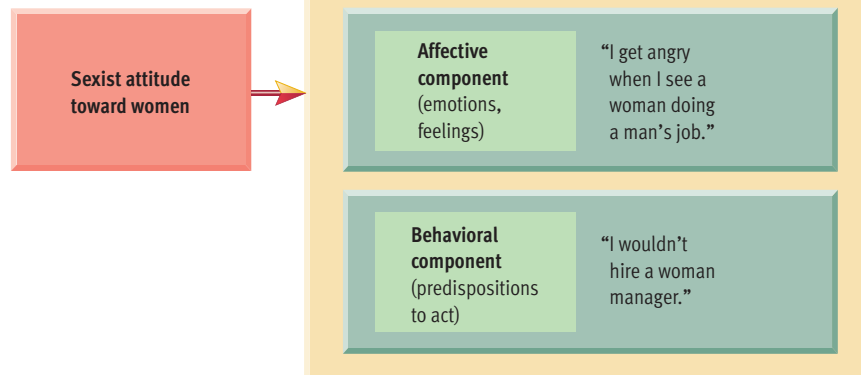 Sexist attitude
toward women
Affective
component
(emotions,
feelings)
“I get angry
when I see a
woman doing
a man’s job.”
Behavioral
component
(predispositions
to act)
“I wouldn’t
hire a woman
manager.”